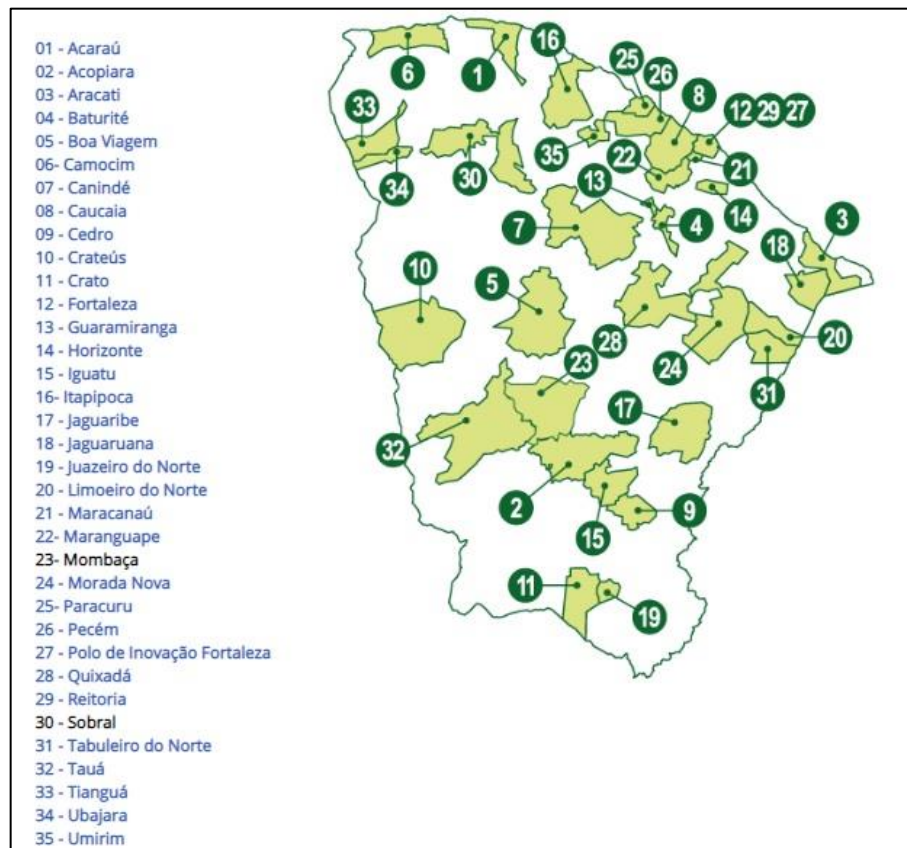 01 - Acaraú
02 - Acopiara
03 - Aracati
04 - Baturité
05 - Boa Viagem
06- Camocim
07 - Canindé
08 - Caucaia
09 - Cedro
10 - Crateús
11 - Crato
12 - Fortaleza
13 - Guaramiranga
14 - Horizonte
15 - Iguatu
16- Itapipoca
17 - Jaguaribe
18 - Jaguaruana
19 - Juazeiro do Norte
20 - Limoeiro do Norte
21 - Maracanaú
22- Maranguape
23- Mombaça
24 - Morada Nova
25- Paracuru
26 - Pecém
27 - Polo de Inovação Fortaleza
28 - Quixadá
29 - Reitoria
30 - Sobral
31 - Tabuleiro do Norte
32 - Tauá
33 - Tianguá
34 - Ubajara
35 - Umirim
16
25
6
1
26
8
33
12 29 27
35
22
21
34
30
13
14
7
4
3
18
10
5
28
20
23
24
31
17
32
2
15
9
11
19